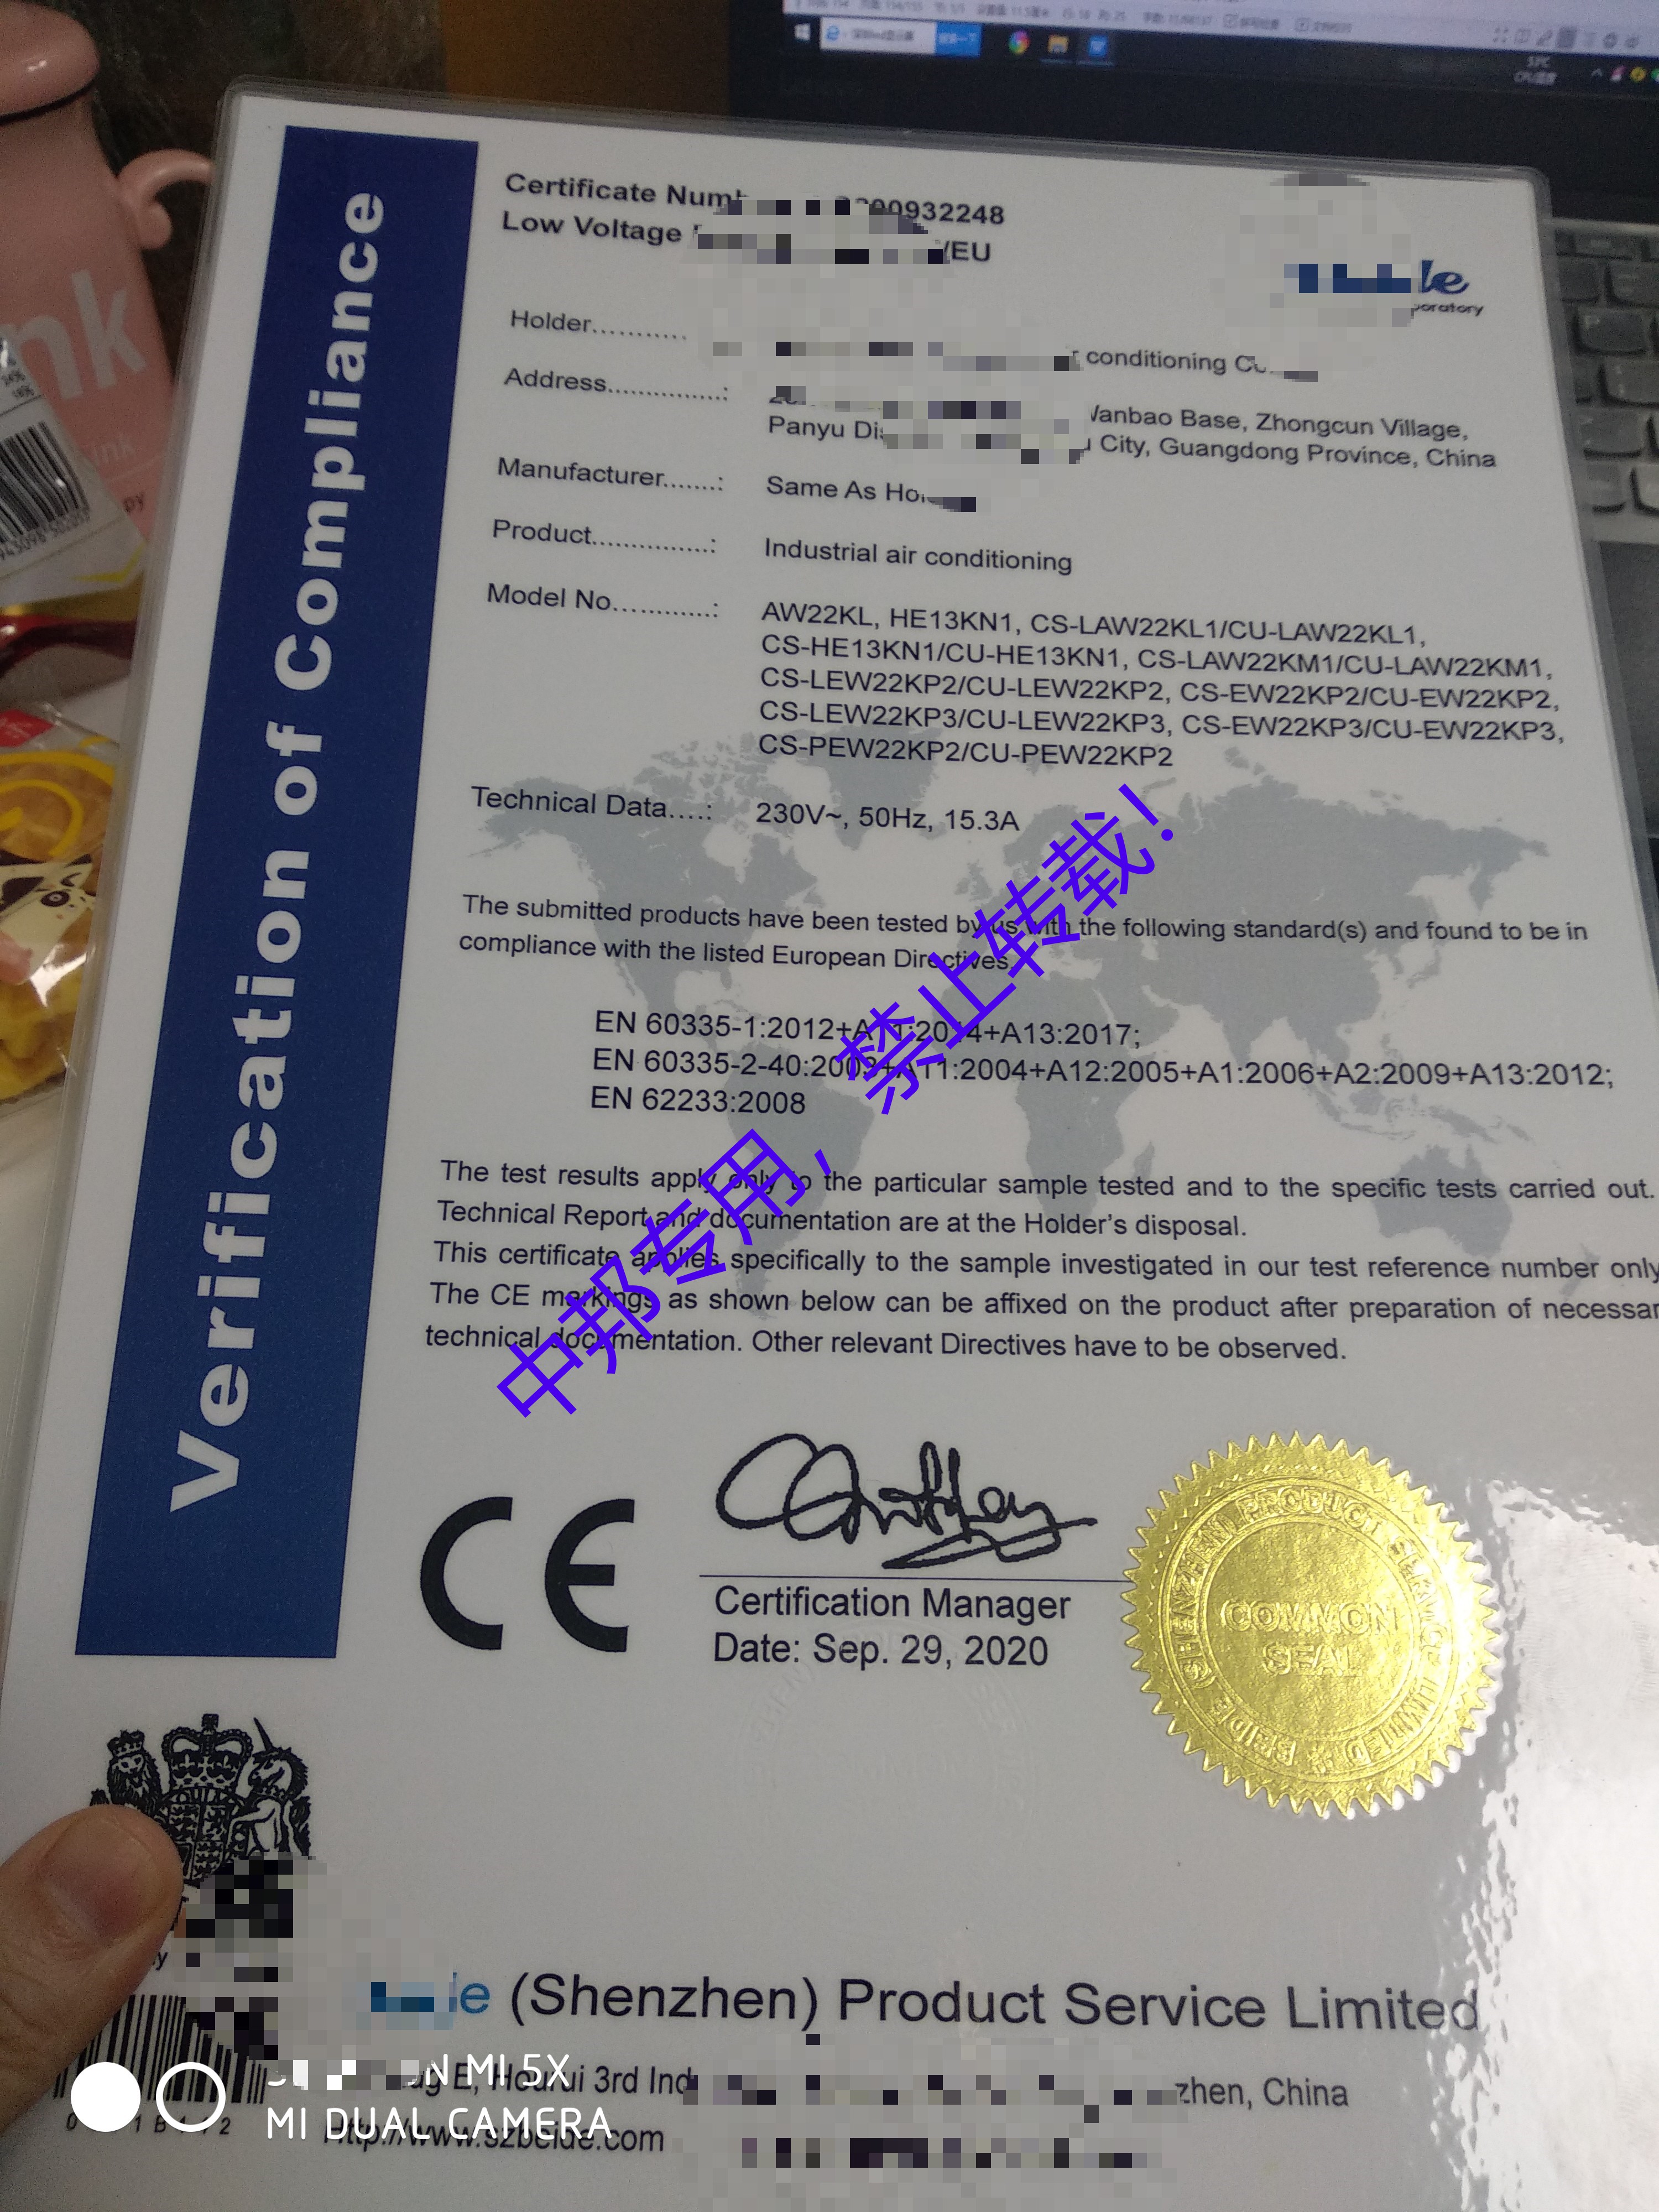 Verification of Compliance
Certificate 00932248
Low Voltage /EU
le
Holder...........
conditioning
Address...............:
Base, Zhongcun Village,
Panyu City, Guangdong Province, China
Manufacturer.......: Same As
Product................: Industrial air conditioning
Model No............: AW22KL, HE13KN1, CS-LAW22KL1/CU-LAW22KL1,
CS-HE13KN1/CU-HE13KN1, CS-LAW22KM1/CU-LAW22KM1,
CS-LEW22KP2/CU-LEW22KP2, CS-EW22KP2/CU-EW22KP2,
CS-LEW22KP3/CU-LEW22KP3, CS-EW22KP3/CU-EW22KP3,
CS-PEW22KP2/CU-PEW22KP2
Technical Data....: 230V~, 50Hz, 15.3A
The submitted products have been tested by us with the following standard(s) and found to be in
compliance with the listed European Directives.
EN 60335-1:2012+A11:2014+A13:2017;
EN 60335-2-40:2003+A11:2004+A12:2005+A1:2006+A2:2009+A13:2012;
EN 62233:2008
The test results apply only to the particular sample tested and to the specific tests carried out.
Technical Report and documentation are at the Holder's disposal.
This certificate applies specifically to the sample investigated in our test reference number only
The CE markings as shown below can be affixed on the product after preparation of necessar
technical documentation. Other relevant Directives have to be observed.
中邦专用，禁止转载！
CE
Certification Manager
Date: Sep. 29, 2020
BEIDE (SHENZHEN) PRODUCT SERVICE LIMITED
COMMON
SEAL
(Shenzhen) Product Service Limited
E, Hourui 3rd zhen, China
Http://www.szbeide.com
MI 5X
MI DUAL CAMERA